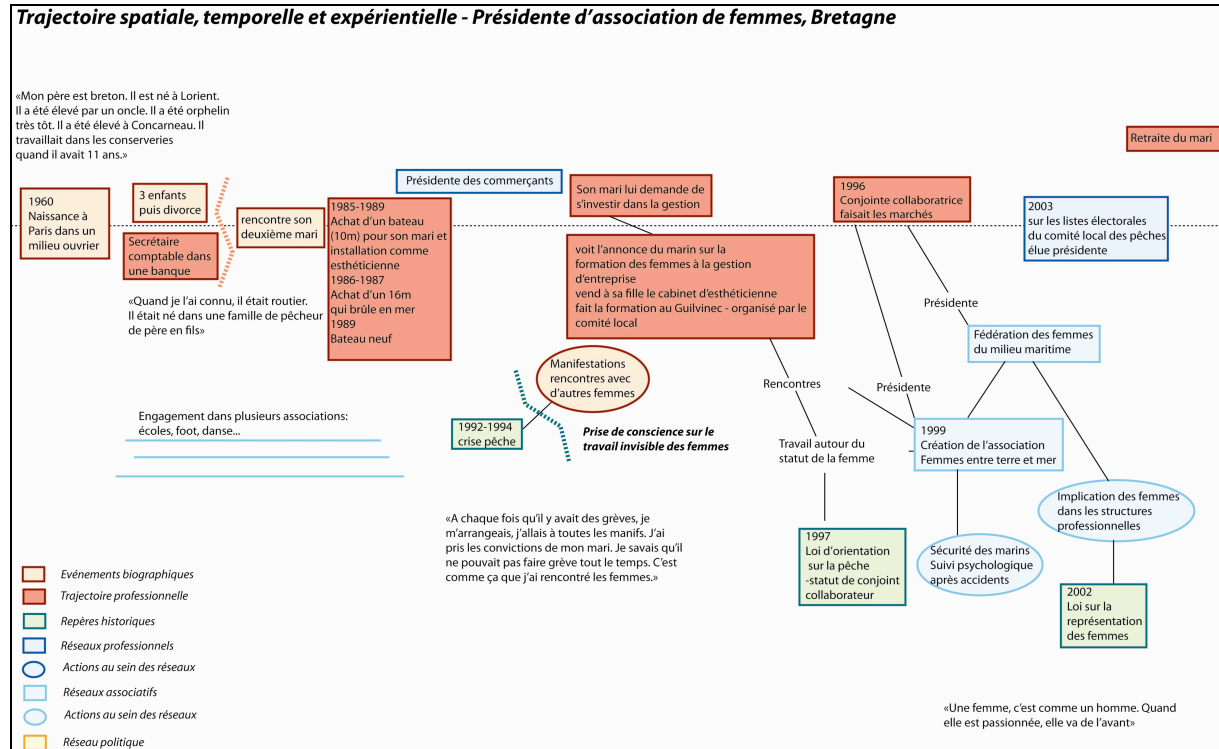 Trajectoire spatiale, temporelle et expérientielle - Présidente d’association de femmes, Bretagne
«Mon père est breton. Il est né à Lorient.
Il a été élevé par un oncle. Il a été orphelin
très tôt. Il a été élevé à Concarneau. Il
travaillait dans les conserveries
quand il avait 11 ans.»
Retraite du mari
1960
Naissance à
Paris dans un
milieu ouvrier
3 enfants
puis divorce
Secrétaire
comptable dans
une banque
rencontre son
deuxième mari
«Quand je l’ai connu, il était routier.
Il était né dans une famille de pêcheur
de père en fils»
1985-1989
Achat d’un bateau
(10m) pour son mari et
installation comme
esthéticienne
1986-1987
Achat d’un 16m
qui brûle en mer
1989
Bateau neuf
Présidente des commerçants
Son mari lui demande de
s’investir dans la gestion
voit l’annonce du marin sur la
formation des femmes à la gestion
d’entreprise
vend à sa fille le cabinet d’esthéticienne
fait la formation au Guilvinec - organisé par le
comité local
1996
Conjointe collaboratrice
faisait les marchés
2003
sur les listes électorales
du comité local des pêches
élue présidente
Présidente
Fédération des femmes
du milieu maritime
Manifestations
rencontres avec
d’autres femmes
Rencontres
Présidente
Engagement dans plusieurs associations:
écoles, foot, danse...
1992-1994
crise pêche
Prise de conscience sur le
travail invisible des femmes
Travail autour du
statut de la femme
1999
Création de l’association
Femmes entre terre et mer
Implication des femmes
dans les structures
professionnelles
«A chaque fois qu’il y avait des grèves, je
m’arrangeais, j’allais à toutes les manifs. J’ai
pris les convictions de mon mari. Je savais qu’il
ne pouvait pas faire grève tout le temps. C’est
comme ça que j’ai rencontré les femmes.»
1997
Loi d’orientation
sur la pêche
-statut de conjoint
collaborateur
Sécurité des marins
Suivi psychologique
après accidents
2002
Loi sur la
représentation
des femmes
Evénements biographiques
Trajectoire professionnelle
Repères historiques
Réseaux professionnels
Actions au sein des réseaux
Réseaux associatifs
Actions au sein des réseaux
Réseau politique
«Une femme, c’est comme un homme. Quand
elle est passionnée, elle va de l’avant»